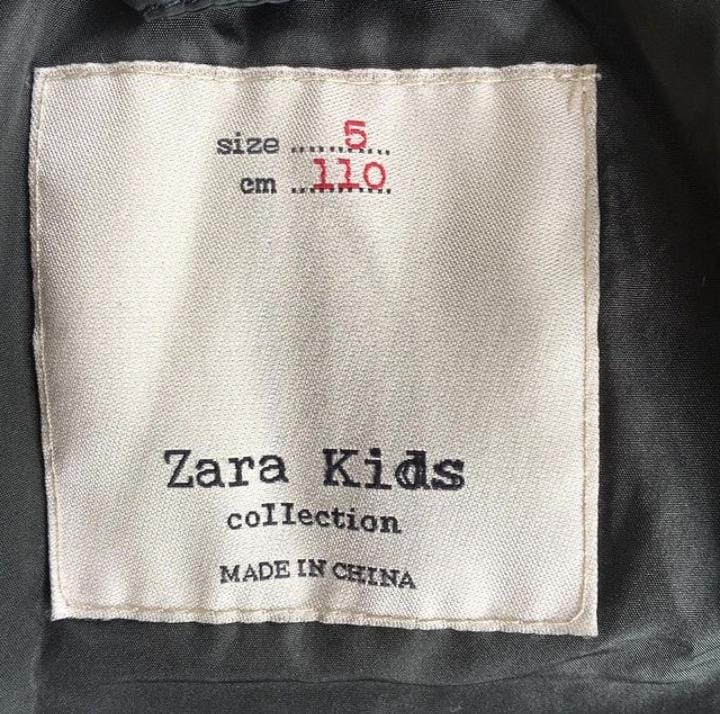 size ..... 5 ..
cm .. 110 .
Zara Kids
collection
MADE IN CHINA